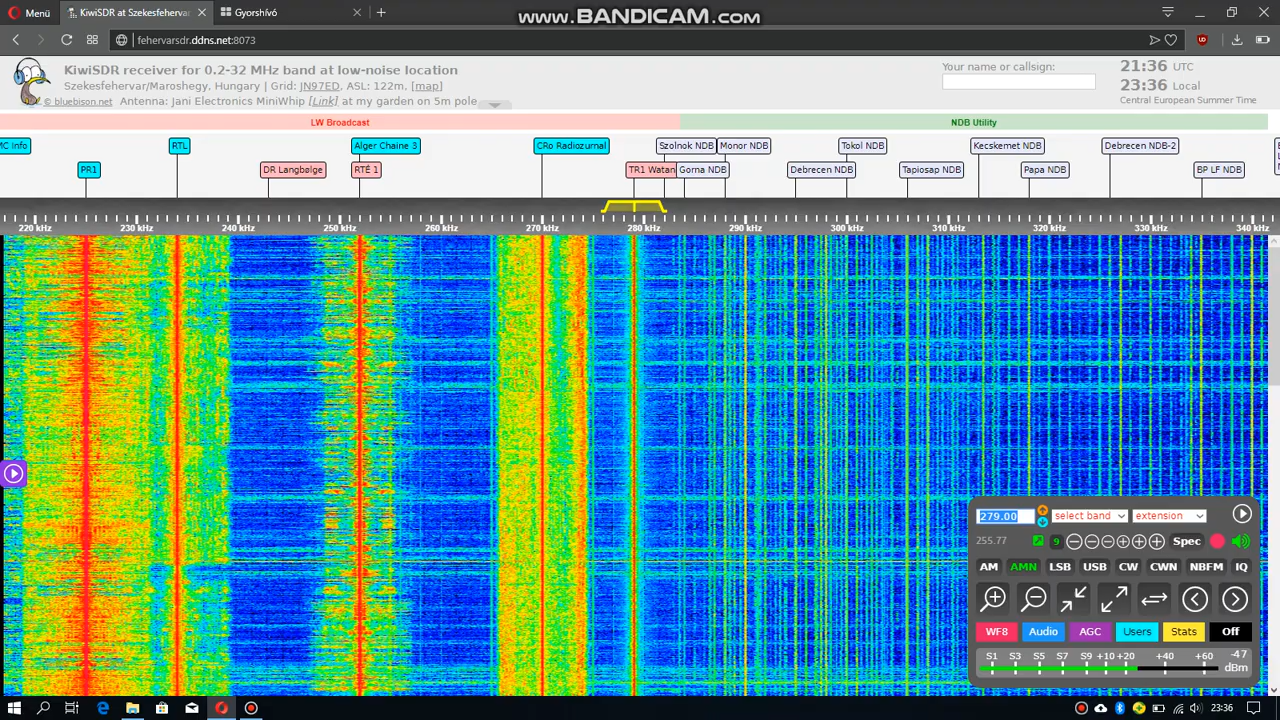 Menü
KiwiSDR at Szekesfehervar
Gyorshívó
www.BANDICAM.com
fehervarsdr.ddns.net:8073
KiwiSDR receiver for 0.2-32 MHz band at low-noise location
Szekesfehervar/Maroshegy, Hungary | Grid: JN97ED, ASL: 122m, [map]
© bluebison.net
Antenna: Jani Electronics MiniWhip [Link] at my garden on 5m pole
Your name or callsign:
21:36 UTC
23:36 Local
Central European Summer Time
LW Broadcast
NDB Utility
MC Info
RTL
Alger Chaine 3
CRo Radiozurnal
Szolnok NDB
Monor NDB
Tokol NDB
Kecskemet NDB
Debrecen NDB-2
PR1
DR Langbølge
RTÉ 1
TR1 Watan
Gorna NDB
Debrecen NDB
Tapiosap NDB
Papa NDB
BP LF NDB
220 kHz
230 kHz
240 kHz
250 kHz
260 kHz
270 kHz
280 kHz
290 kHz
300 kHz
310 kHz
320 kHz
330 kHz
340 kHz
279.00
select band
extension
255.77
9
Spec
AM
AMN
LSB
USB
CW
CWN
NBFM
IQ
WF8
Audio
AGC
Users
Stats
Off
S1 S3 S5 S7 S9 +10 +20 +40 +60 -47
dBm
23:36